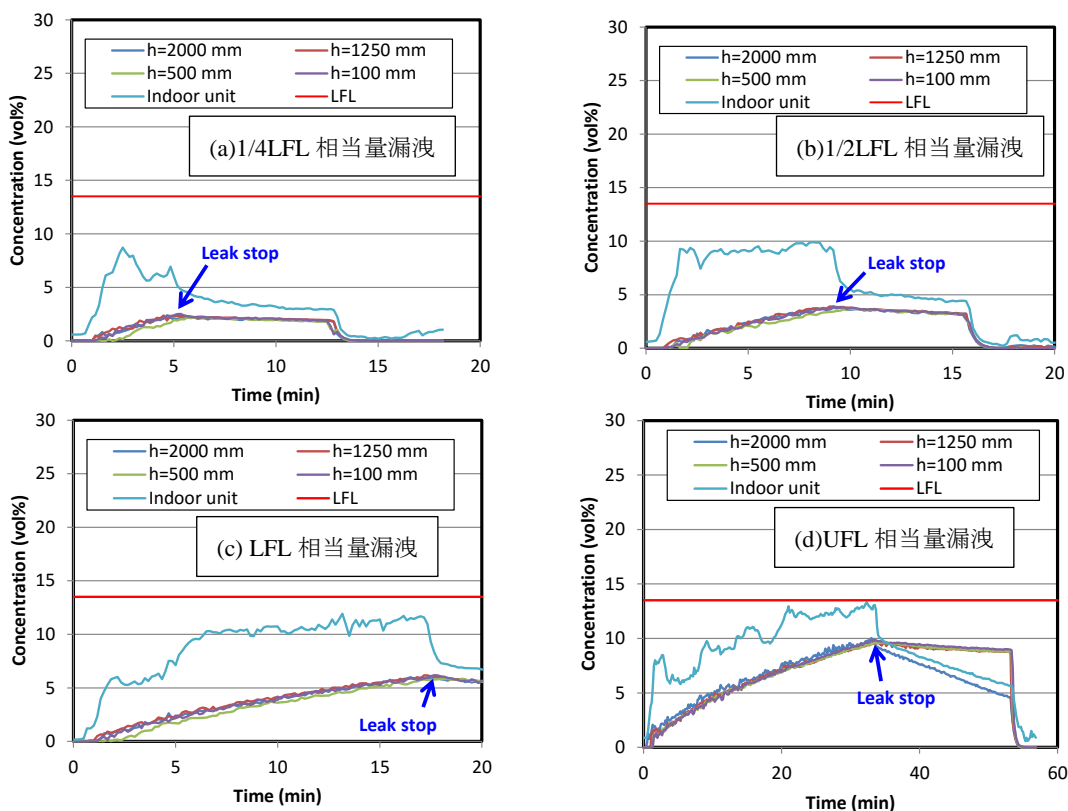 30
25
20
15
10
5
0
Concentration (vol%)
h=2000 mm h=1250 mm
h=500 mm h=100 mm
Indoor unit LFL
(a)1/4LFL 相当量漏洩
Leak stop
0 5 10 15 20
Time (min)
30
25
20
15
10
5
0
Concentration (vol%)
h=2000 mm h=1250 mm
h=500 mm h=100 mm
Indoor unit LFL
(b)1/2LFL 相当量漏洩
Leak stop
0 5 10 15 20
Time (min)
30
25
20
15
10
5
0
Concentration (vol%)
h=2000 mm h=1250 mm
h=500 mm h=100 mm
Indoor unit LFL
(c) LFL 相当量漏洩
Leak stop
0 5 10 15 20
Time (min)
30
25
20
15
10
5
0
Concentration (vol%)
h=2000 mm h=1250 mm
h=500 mm h=100 mm
Indoor unit LFL
(d)UFL 相当量漏洩
Leak stop
0 20 40 60
Time (min)